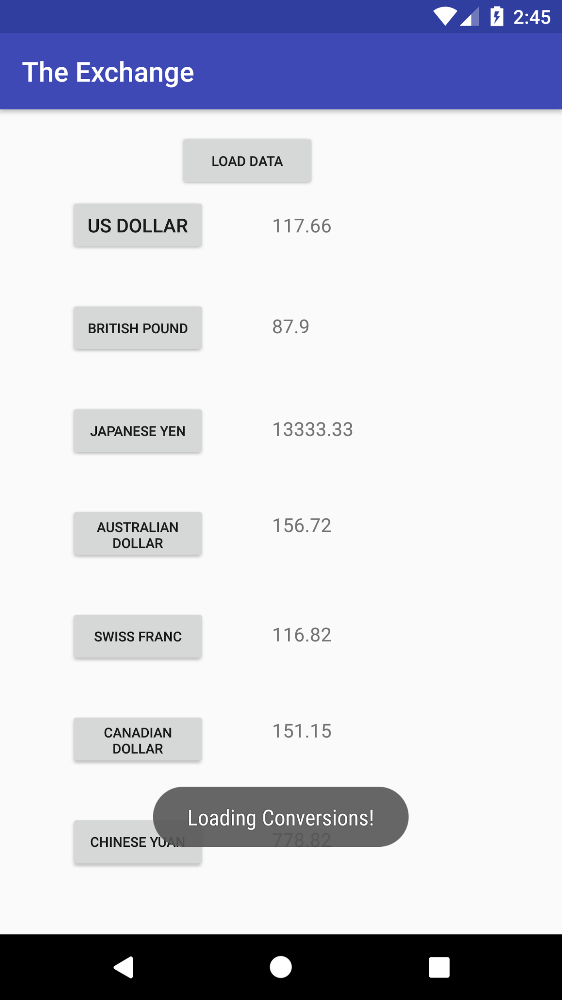 2:45
The Exchange
LOAD DATA
US DOLLAR 117.66
BRITISH POUND 87.9
JAPANESE YEN 13333.33
AUSTRALIAN DOLLAR 156.72
SWISS FRANC 116.82
CANADIAN DOLLAR 151.15
Loading Conversions!
CHINESE YUAN 778.82